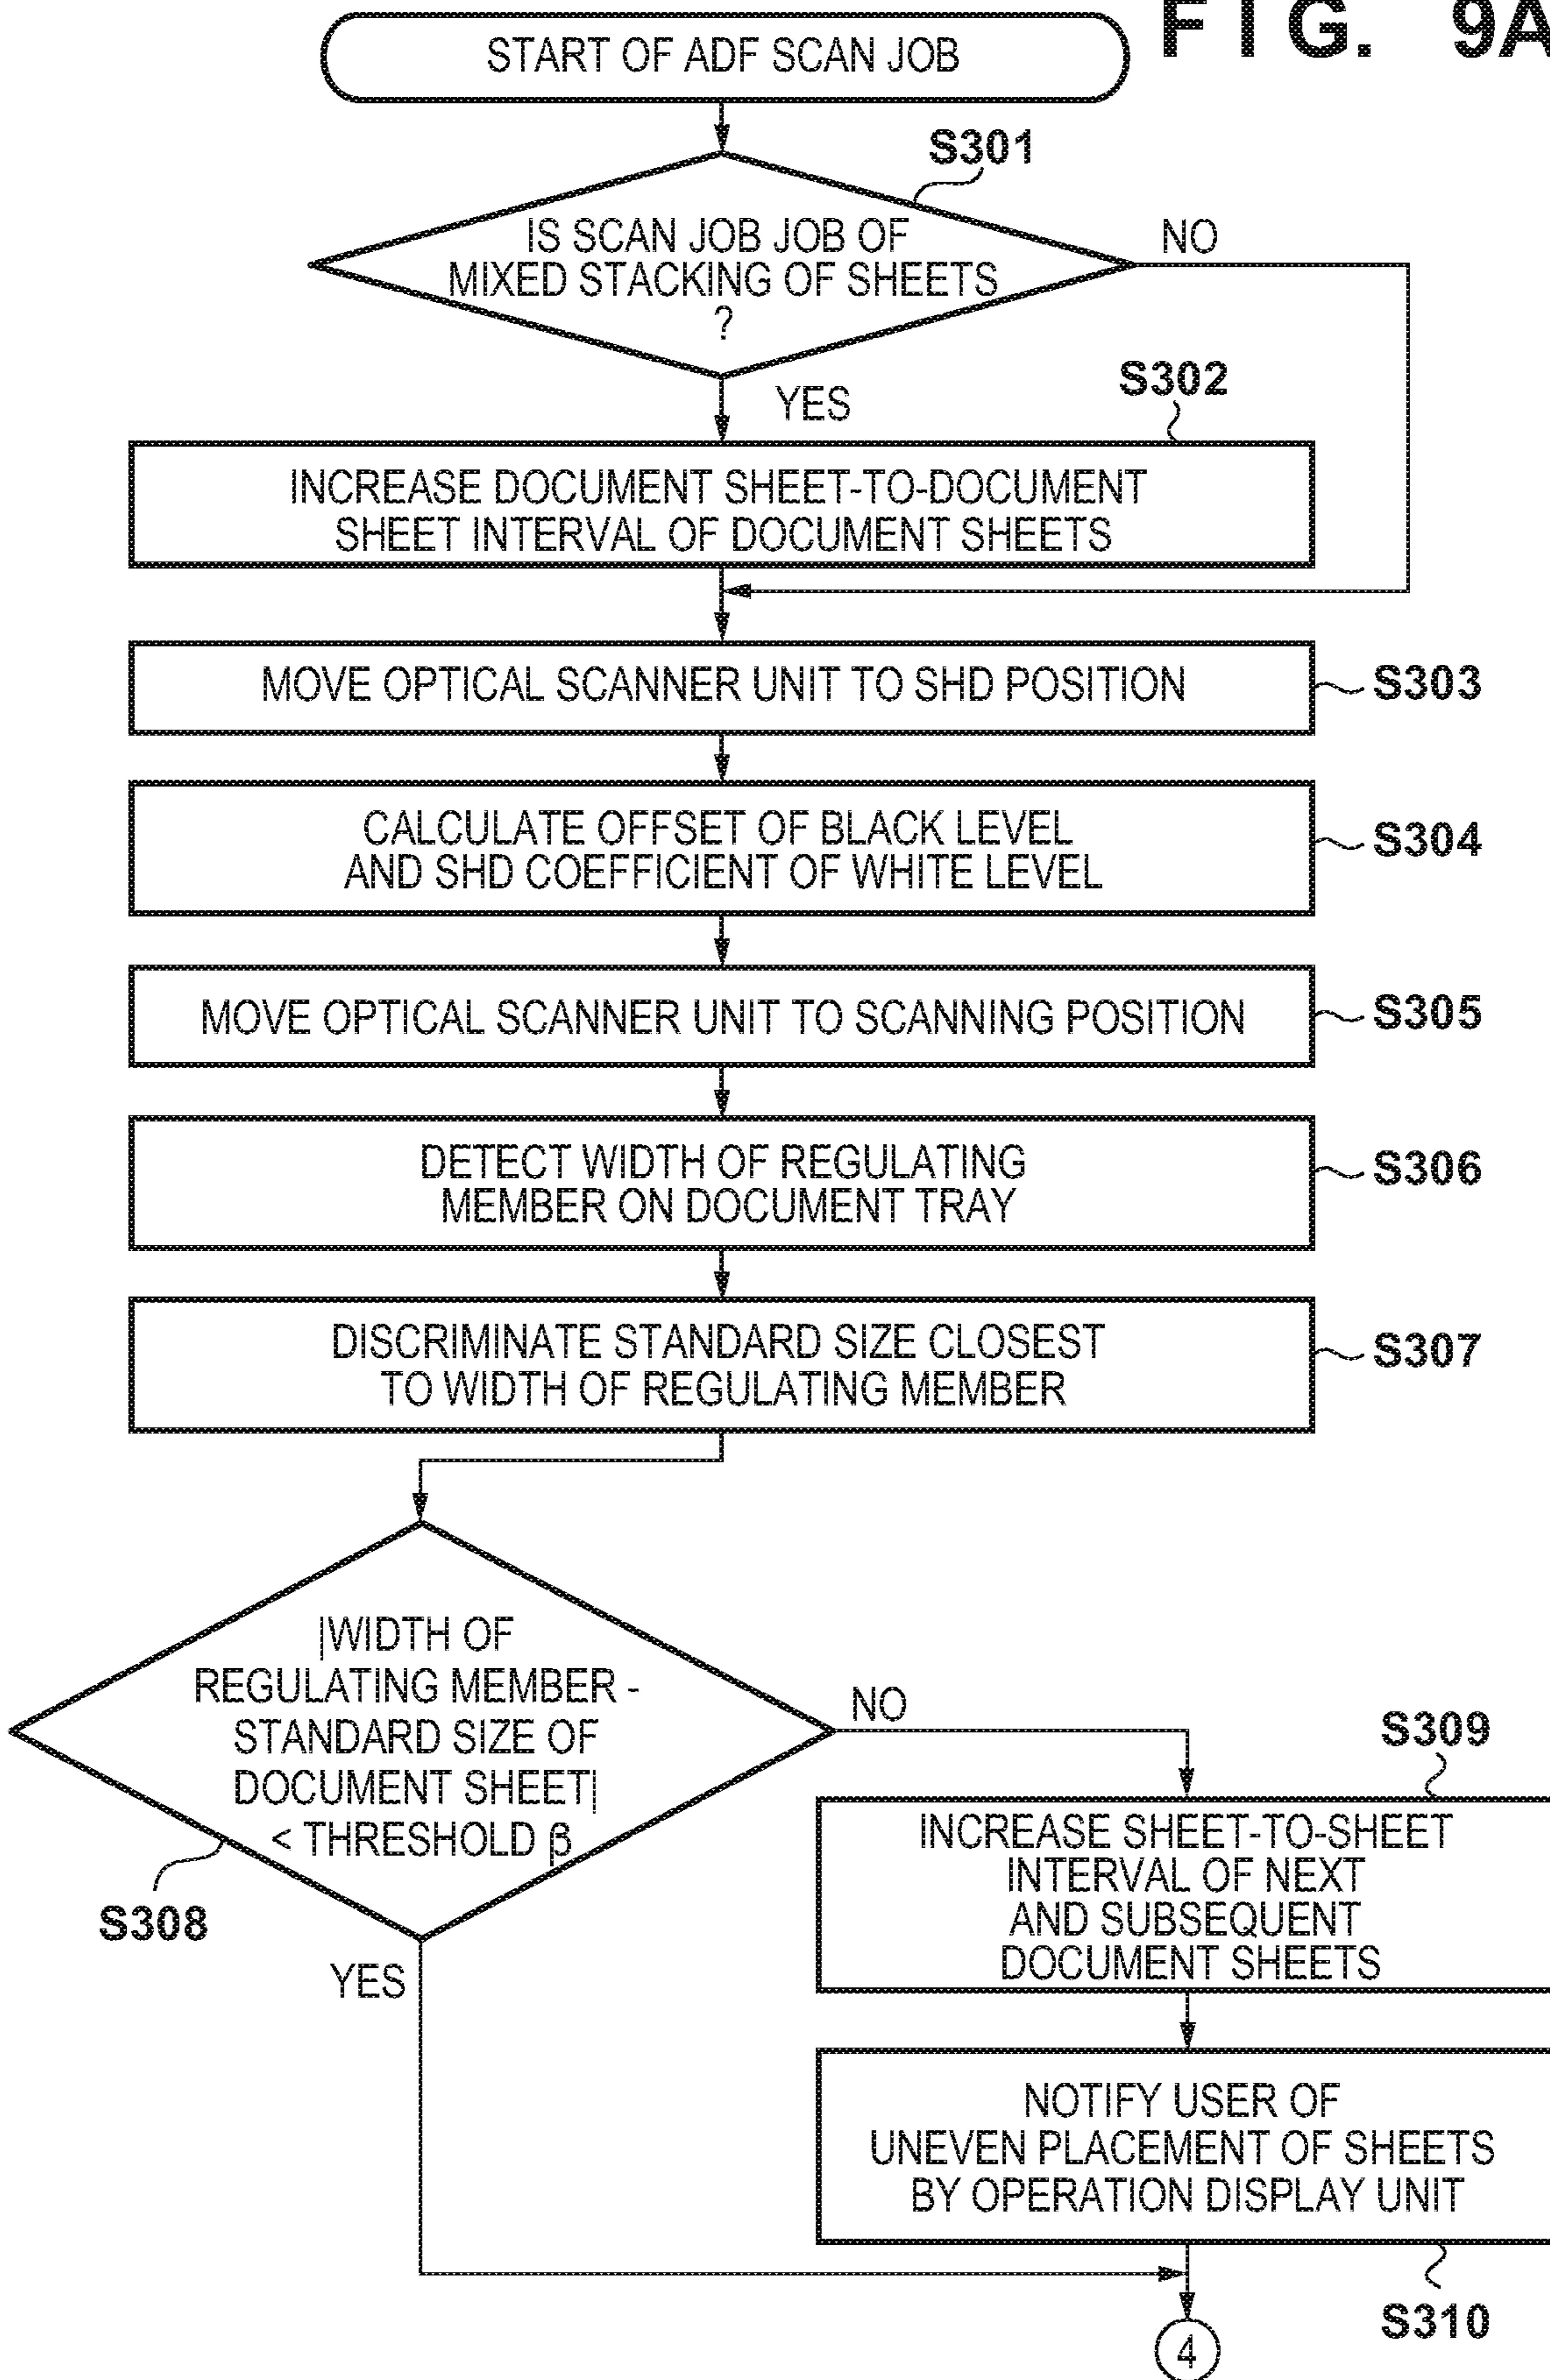 FIG. 9A
START OF ADF SCAN JOB
S301
IS SCAN JOB JOB OF
MIXED STACKING OF SHEETS
?
NO
YES
S302
INCREASE DOCUMENT SHEET-TO-DOCUMENT
SHEET INTERVAL OF DOCUMENT SHEETS
MOVE OPTICAL SCANNER UNIT TO SHD POSITION
S303
CALCULATE OFFSET OF BLACK LEVEL
AND SHD COEFFICIENT OF WHITE LEVEL
S304
MOVE OPTICAL SCANNER UNIT TO SCANNING POSITION
S305
DETECT WIDTH OF REGULATING
MEMBER ON DOCUMENT TRAY
S306
DISCRIMINATE STANDARD SIZE CLOSEST
TO WIDTH OF REGULATING MEMBER
S307
|WIDTH OF
REGULATING MEMBER -
STANDARD SIZE OF
DOCUMENT SHEET|
< THRESHOLD β
S308
NO
YES
S309
INCREASE SHEET-TO-SHEET
INTERVAL OF NEXT
AND SUBSEQUENT
DOCUMENT SHEETS
NOTIFY USER OF
UNEVEN PLACEMENT OF SHEETS
BY OPERATION DISPLAY UNIT
S310
4